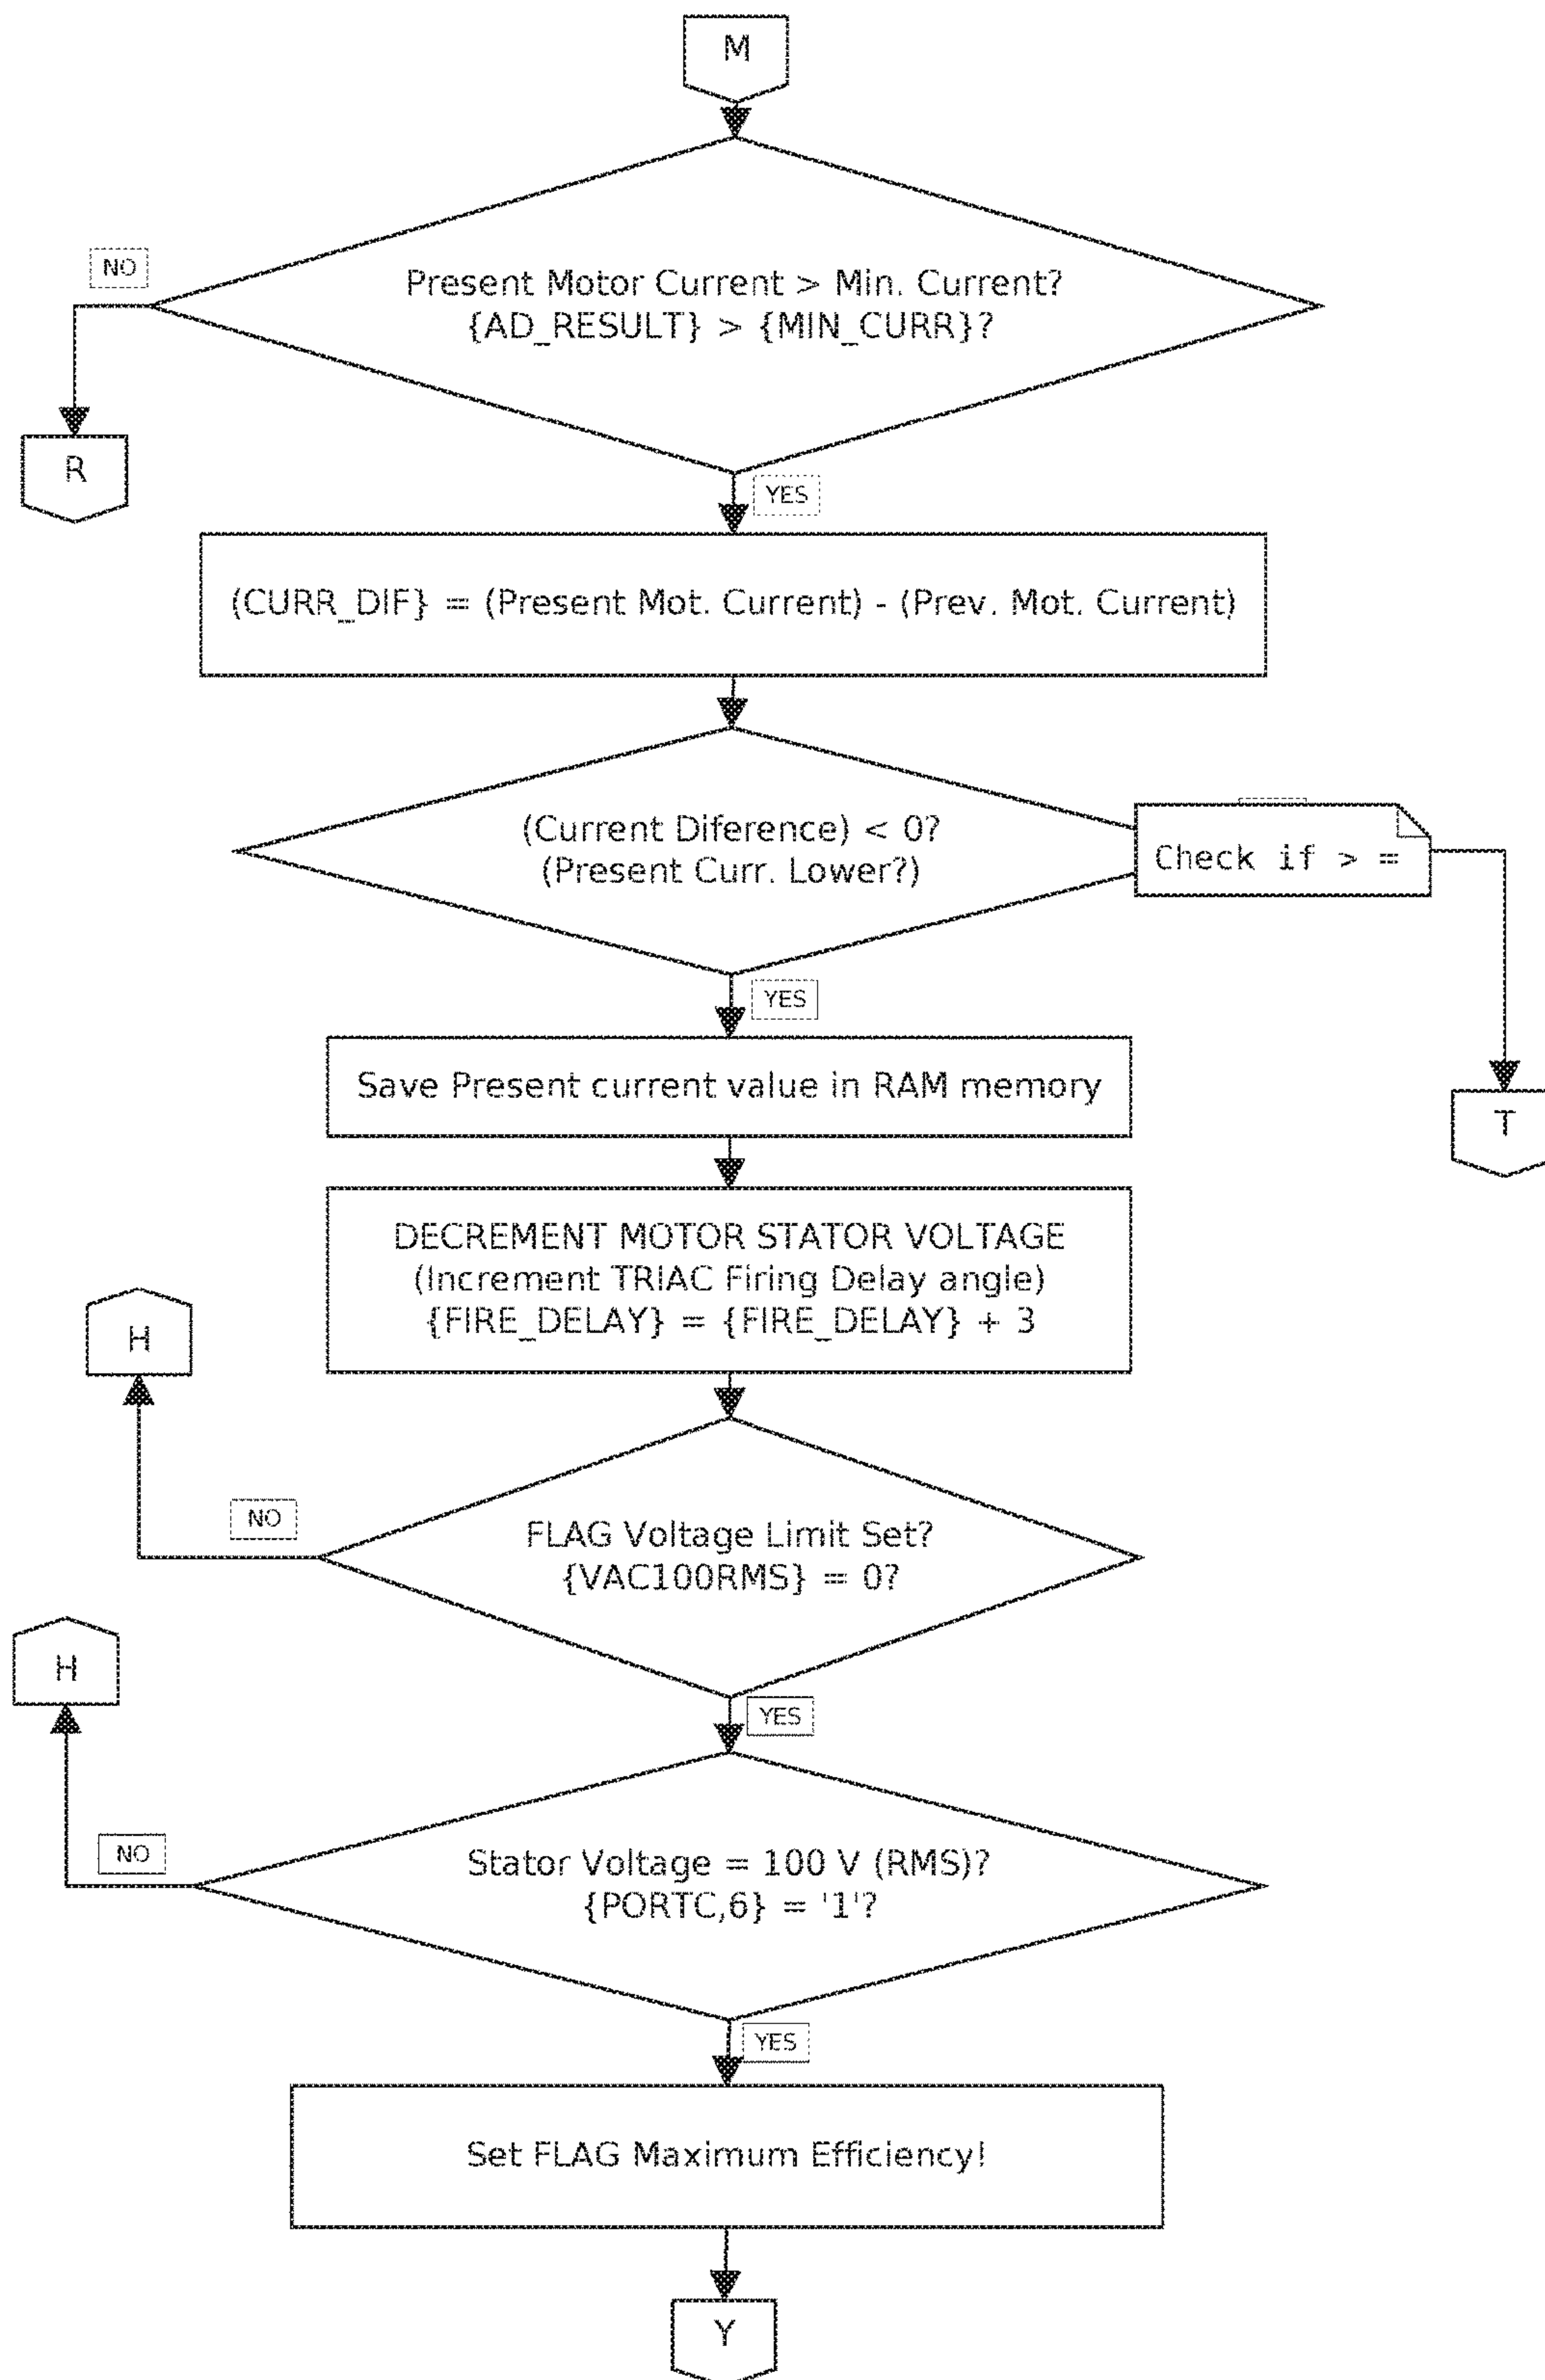 M
NO
Present Motor Current > Min. Current?
{AD_RESULT} > {MIN_CURR}?
R
YES
(CURR_DIF} = (Present Mot. Current) - (Prev. Mot. Current)
(Current Diference) < 0?
(Present Curr. Lower?)
Check if > =
YES
Save Present current value in RAM memory
T
DECREMENT MOTOR STATOR VOLTAGE
(Increment TRIAC Firing Delay angle)
{FIRE_DELAY} = {FIRE_DELAY} + 3
H
NO
FLAG Voltage Limit Set?
{VAC100RMS} = 0?
H
YES
NO
Stator Voltage = 100 V (RMS)?
{PORTC,6} = '1'?
YES
Set FLAG Maximum Efficiency!
Y